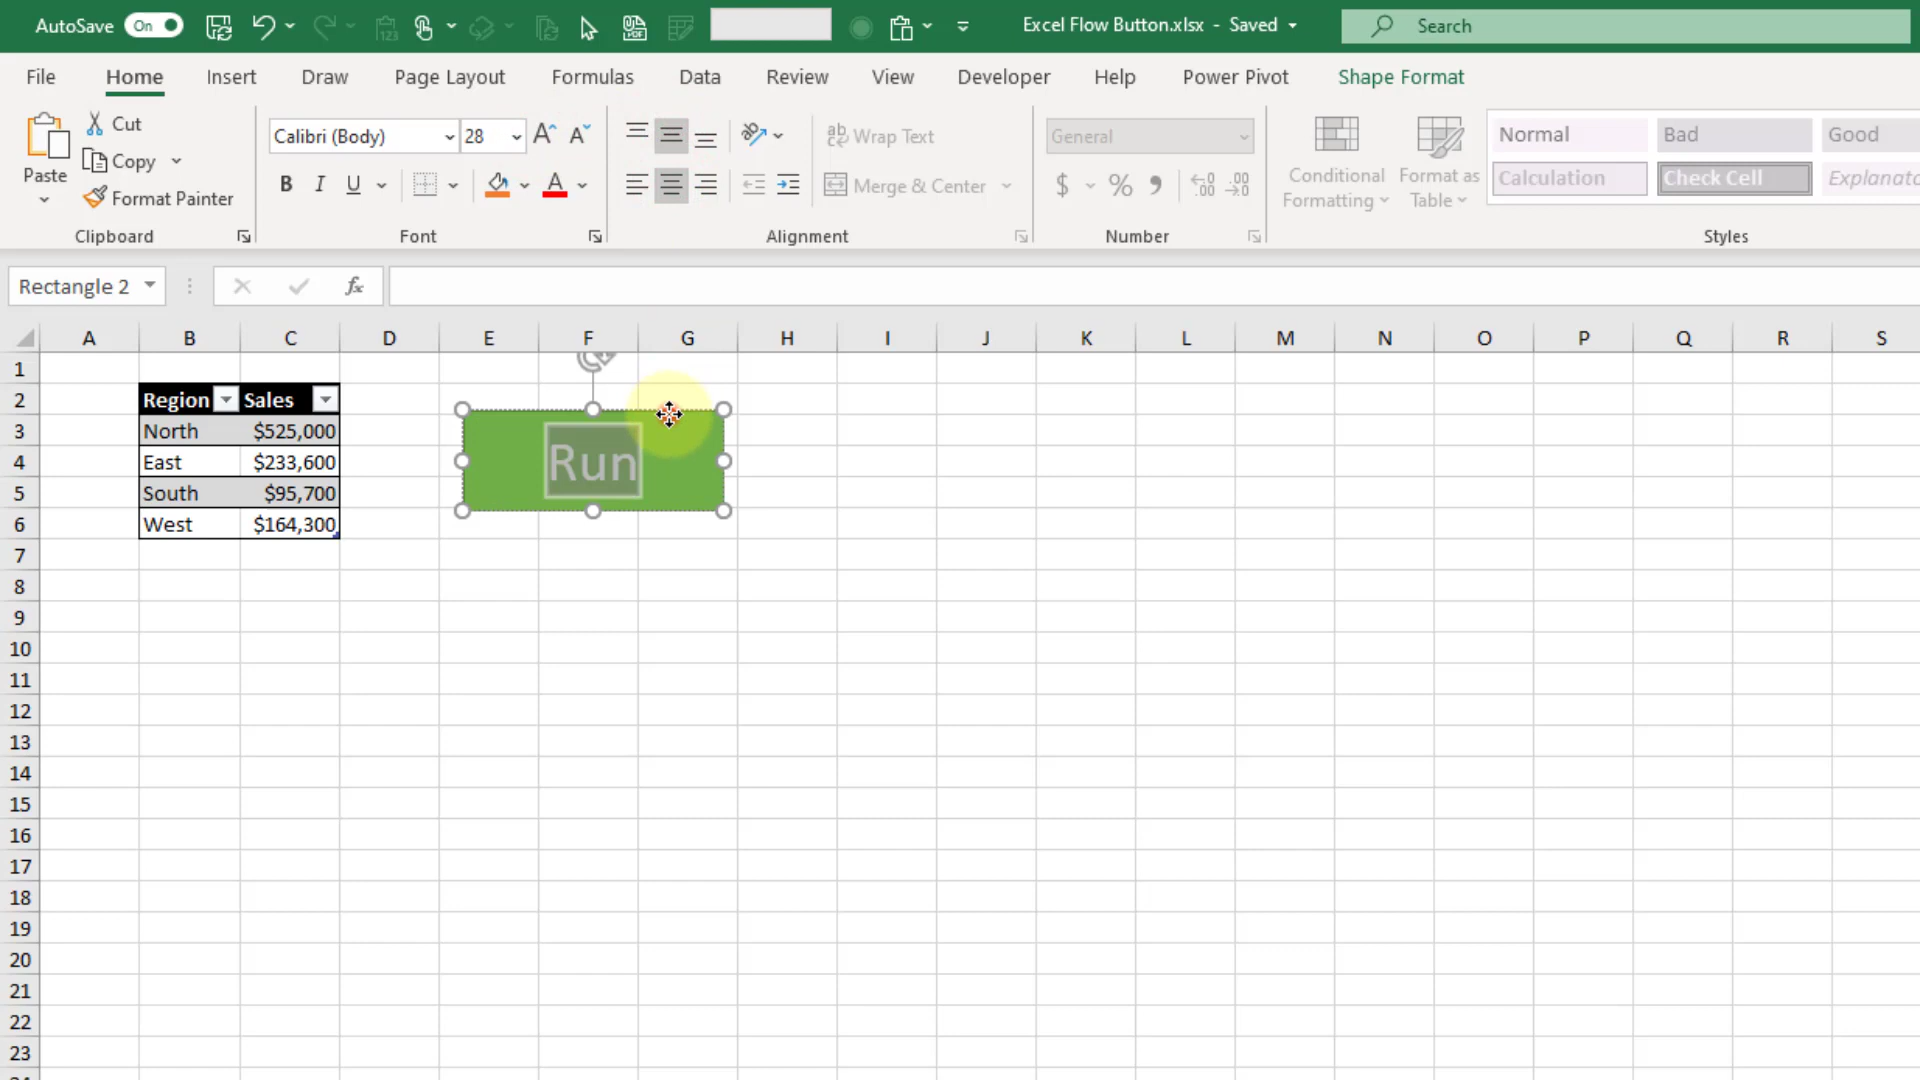 AutoSave On Excel Flow Button.xlsx - Saved Search
File Home Insert Draw Page Layout Formulas Data Review View Developer Help Power Pivot Shape Format
Cut
Copy
Paste
Format Painter
Clipboard
Calibri (Body) 28
B I U A
Font
Wrap Text
Merge & Center
Alignment
General
$ % 9
Number
Conditional
Formatting
Format as
Table
Normal Bad Good
Calculation Check Cell
Styles
Rectangle 2 fx
A B C D E F G H I J K L M N O P Q R S
1
2 Region Sales
3 North $525,000
4 East $233,600
5 South $95,700
6 West $164,300
Run
7
8
9
10
11
12
13
14
15
16
17
18
19
20
21
22
23